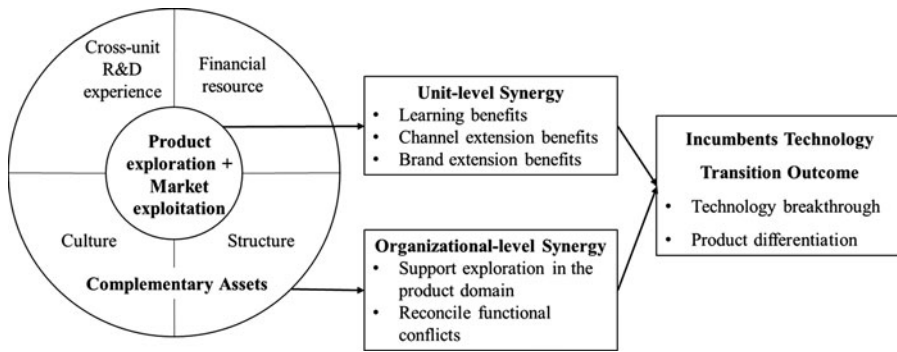 Cross-unit
R&D
experience
Financial
resource
Product
exploration +
Market
exploitation
Culture
Structure
Complementary Assets
Unit-level Synergy
• Learning benefits
• Channel extension benefits
• Brand extension benefits
Organizational-level Synergy
• Support exploration in the
product domain
• Reconcile functional
conflicts
Incumbents Technology
Transition Outcome
• Technology breakthrough
• Product differentiation